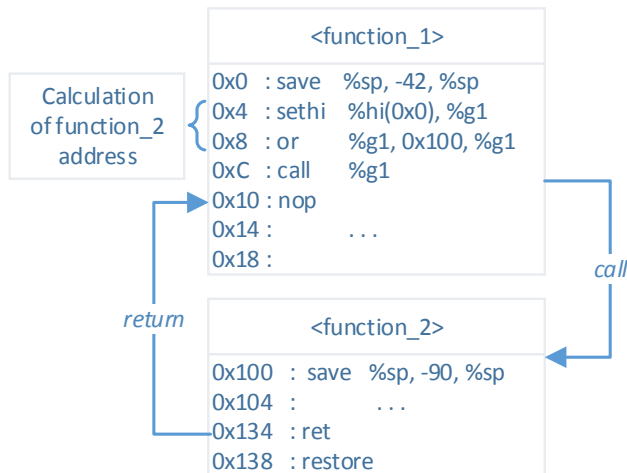 <function_1>
0x0 : save %sp, -42, %sp
Calculation
of function_2
address
0x4 : sethi %hi(0x0), %g1
0x8 : or %g1, 0x100, %g1
0xC : call %g1
0x10 : nop
0x14 : . . .
0x18 :
call
return
<function_2>
0x100 : save %sp, -90, %sp
0x104 : . . .
0x134 : ret
0x138 : restore